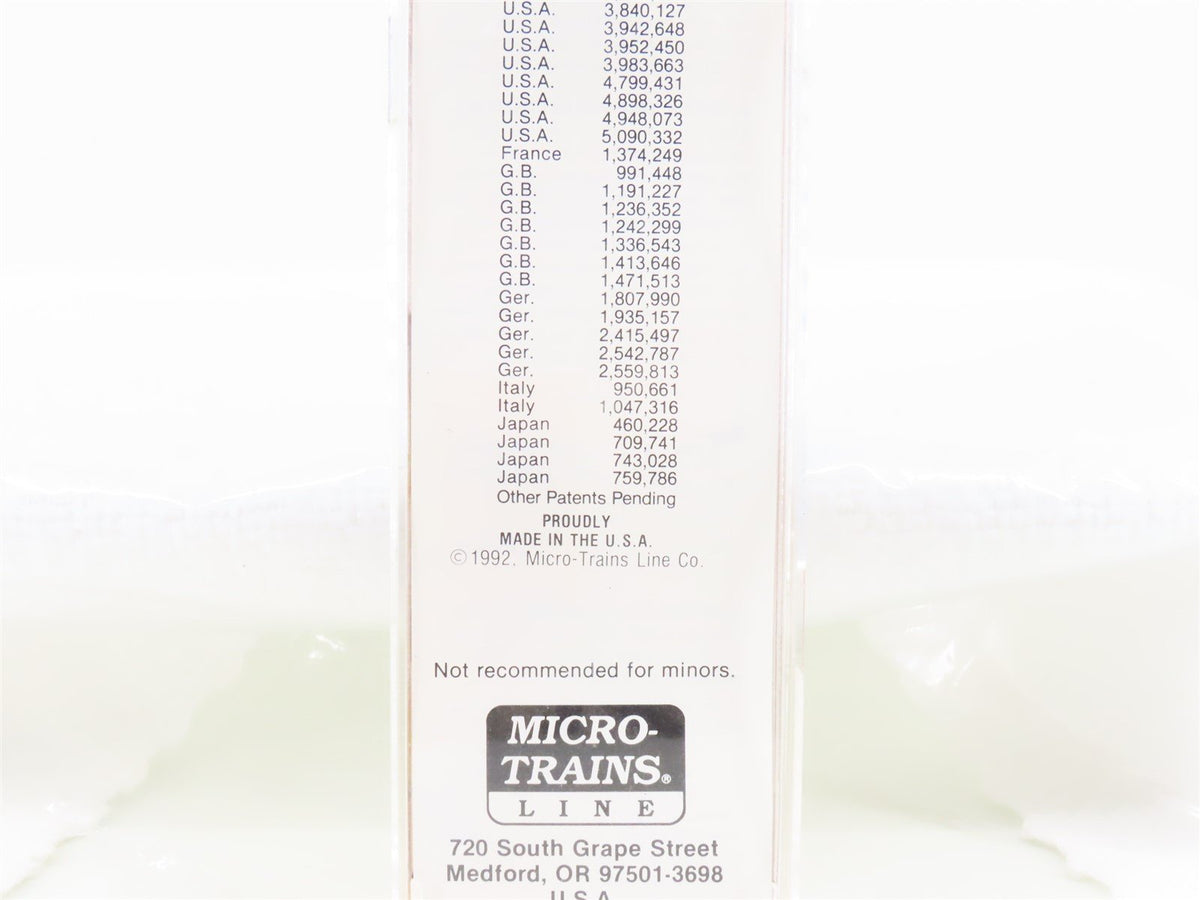 U.S.A. 3,840,127
U.S.A. 3,942,648
U.S.A. 3,952,450
U.S.A. 3,983,663
U.S.A. 4,799,431
U.S.A. 4,898,326
U.S.A. 4,948,073
U.S.A. 5,090,332
France 1,374,249
G.B. 991,448
G.B. 1,191,227
G.B. 1,236,352
G.B. 1,242,299
G.B. 1,336,543
G.B. 1,413,646
G.B. 1,471,513
Ger. 1,807,990
Ger. 1,935,157
Ger. 2,415,497
Ger. 2,542,787
Ger. 2,559,813
Italy 950,661
Italy 1,047,316
Japan 460,228
Japan 709,741
Japan 743,028
Japan 759,786
Other Patents Pending
PROUDLY
MADE IN THE U.S.A.
©1992, Micro-Trains Line Co.
Not recommended for minors.
MICRO-
TRAINS®
LINE
720 South Grape Street
Medford, OR 97501-3698
U.S.A.